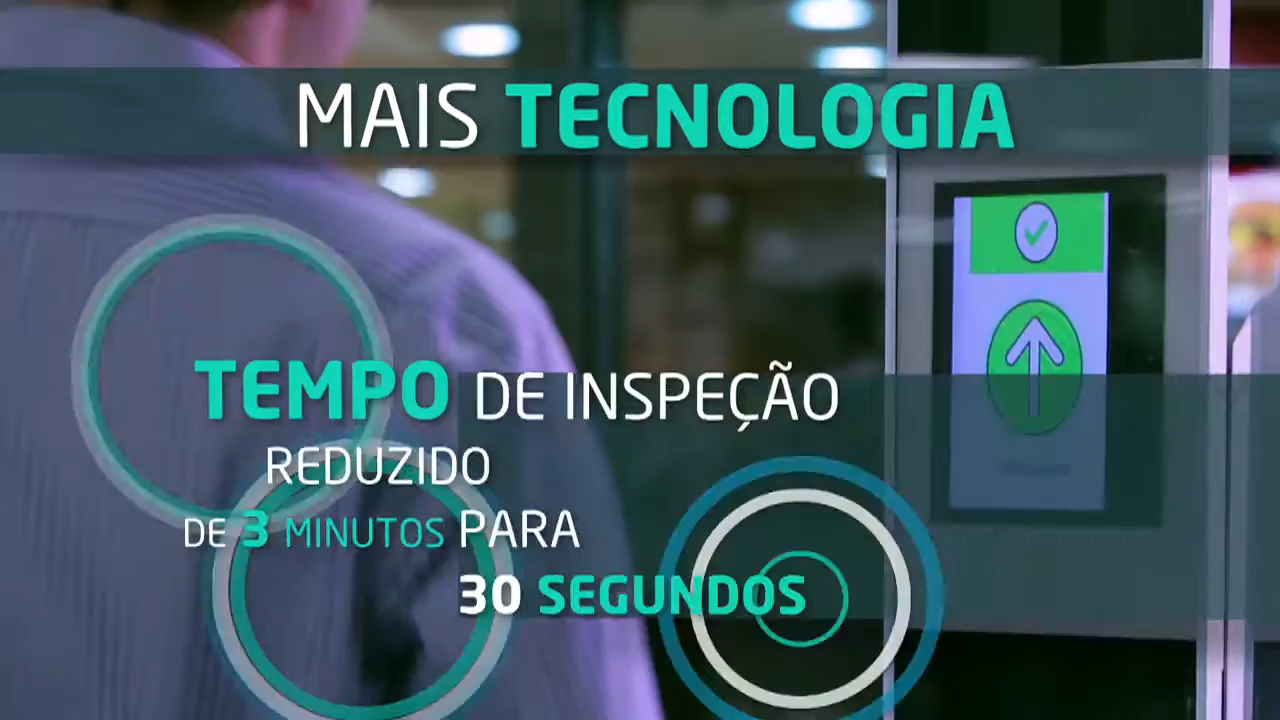 MAIS TECNOLOGIA
TEMPO DE INSPEÇÃO
REDUZIDO
DE 3 MINUTOS PARA
30 SEGUNDOS